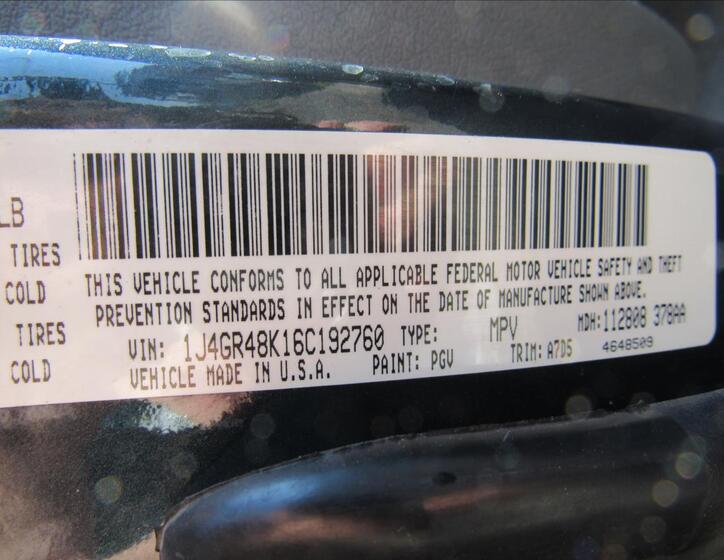 LB
TIRES
COLD
TIRES
COLD
THIS VEHICLE CONFORMS TO ALL APPLICABLE FEDERAL MOTOR VEHICLE SAFETY AND THEFT
PREVENTION STANDARDS IN EFFECT ON THE DATE OF MANUFACTURE SHOWN ABOVE.
VIN: 1J4GR48K16C192760 TYPE: MPV MDH: 112808 378AA
VEHICLE MADE IN U.S.A. PAINT: PGV TRIM: A7D5 4648509